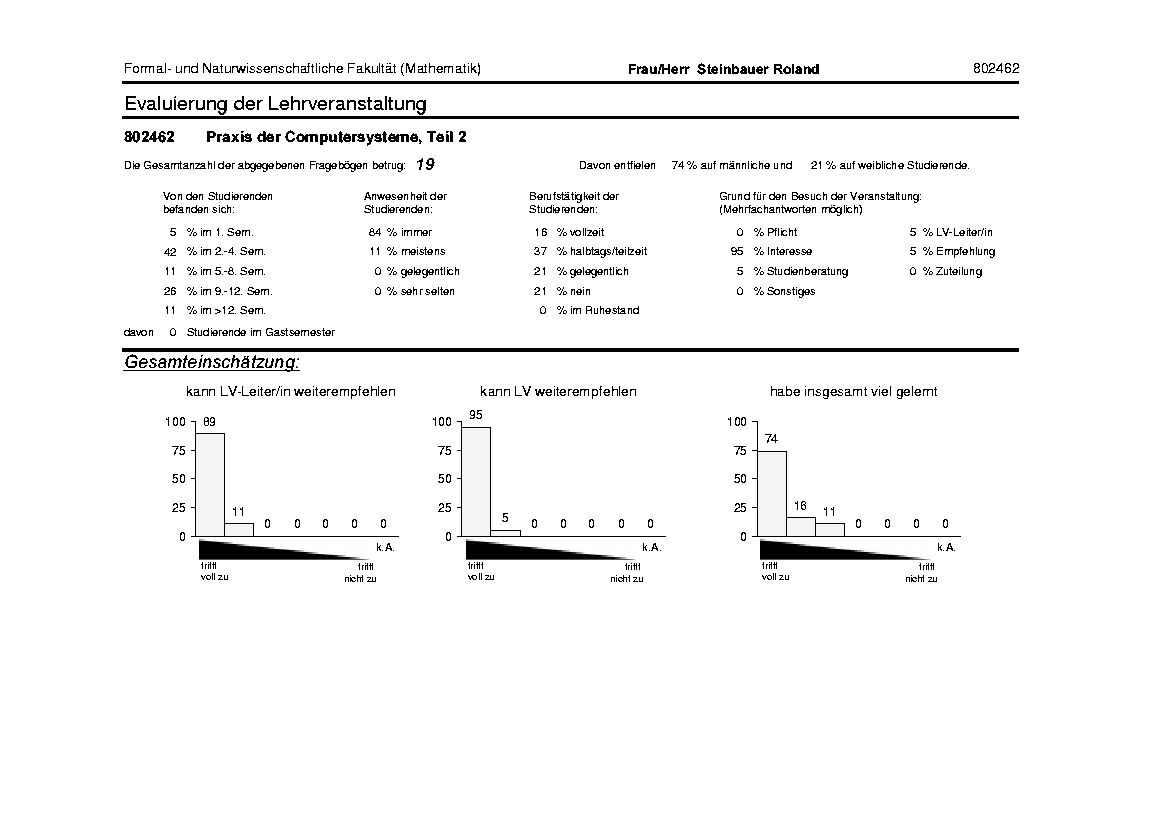 Formal- und Naturwissenschaftliche Fakultät (Mathematik) Frau/Herr Steinbauer Roland 802462
Evaluierung der Lehrveranstaltung
802462 Praxis der Computersysteme, Teil 2
Die Gesamtanzahl der abgegebenen Fragebögen betrug: 19 Davon entfielen 74 % auf männliche und 21 % auf weibliche Studierende.
Von den Studierenden befanden sich:
5 % im 1. Sem.
42 % im 2.-4. Sem.
11 % im 5.-8. Sem.
26 % im 9.-12. Sem.
11 % im >12. Sem.
davon 0 Studierende im Gastsemester
Anwesenheit der Studierenden:
84 % immer
11 % meistens
0 % gelegentlich
0 % sehr selten
Berufstätigkeit der Studierenden:
16 % vollzeit
37 % halbtags/teilzeit
21 % gelegentlich
21 % nein
0 % im Ruhestand
Grund für den Besuch der Veranstaltung:
(Mehrfachantworten möglich)
0 % Pflicht 5 % LV-Leiter/in
95 % Interesse 5 % Empfehlung
5 % Studienberatung 0 % Zuteilung
0 % Sonstiges
Gesamteinschätzung:
kann LV-Leiter/in weiterempfehlen
100
75
50
25
0
89 11 0 0 0 0 0
k.A.
trifft voll zu
trifft nicht zu
kann LV weiterempfehlen
100
75
50
25
0
95 5 0 0 0 0 0
k.A.
trifft voll zu
trifft nicht zu
habe insgesamt viel gelernt
100
75
50
25
0
74 16 11 0 0 0 0
k.A.
trifft voll zu
trifft nicht zu